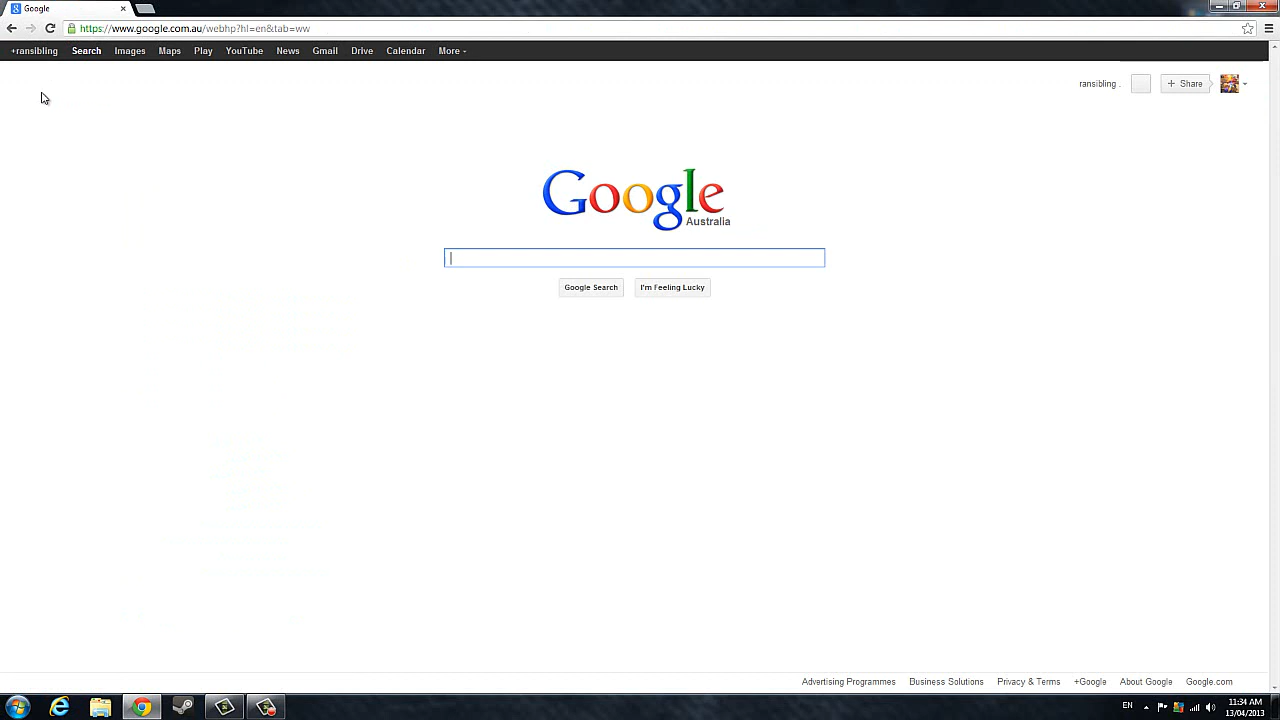 Google
https://www.google.com.au/webhp?hl=en&tab=ww
+ransibling Search Images Maps Play YouTube News Gmail Drive Calendar More
ransibling . + Share
Google
Australia
Google Search I'm Feeling Lucky
Advertising Programmes Business Solutions Privacy & Terms +Google About Google Google.com
EN 11:34 AM
13/04/2013